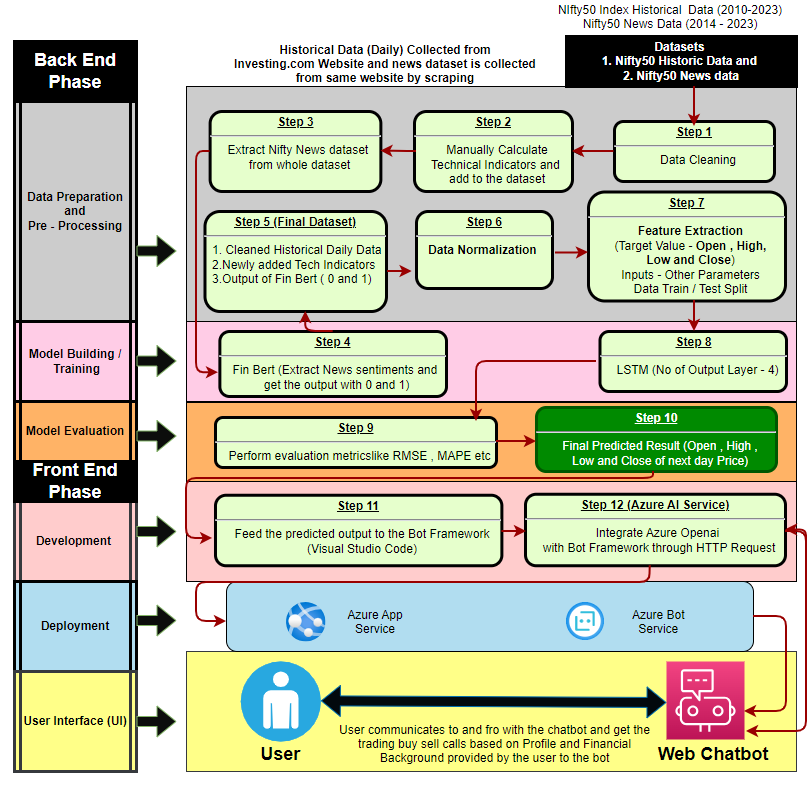 NIfty50 Index Historical Data (2010-2023)
Nifty50 News Data (2014 - 2023)
Back End
Phase
Historical Data (Daily) Collected from
Investing.com Website and news dataset is collected
from same website by scraping
Datasets
1. Nifty50 Historic Data and
2. Nifty50 News data
Data Preparation
and
Pre - Processing
Step 3
Extract Nifty News dataset
from whole dataset
Step 2
Manually Calculate
Technical Indicators and
add to the dataset
Step 1
Data Cleaning
Step 5 (Final Dataset)
1. Cleaned Historical Daily Data
2.Newly added Tech Indicators
3.Output of Fin Bert ( 0 and 1)
Step 6
Data Normalization
Step 7
Feature Extraction
(Target Value - Open , High,
Low and Close)
Inputs - Other Parameters
Data Train / Test Split
Model Building /
Training
Step 4
Fin Bert (Extract News sentiments and
get the output with 0 and 1)
Step 8
LSTM (No of Output Layer - 4)
Model Evaluation
Step 9
Perform evaluation metricslike RMSE , MAPE etc
Step 10
Final Predicted Result (Open , High ,
Low and Close of next day Price)
Front End
Phase
Development
Step 11
Feed the predicted output to the Bot Framework
(Visual Studio Code)
Step 12 (Azure AI Service)
Integrate Azure Openai
with Bot Framework through HTTP Request
Deployment
Azure App
Service
Azure Bot
Service
User Interface (UI)
User
User communicates to and fro with the chatbot and get the
trading buy sell calls based on Profile and Financial
Background provided by the user to the bot
Web Chatbot